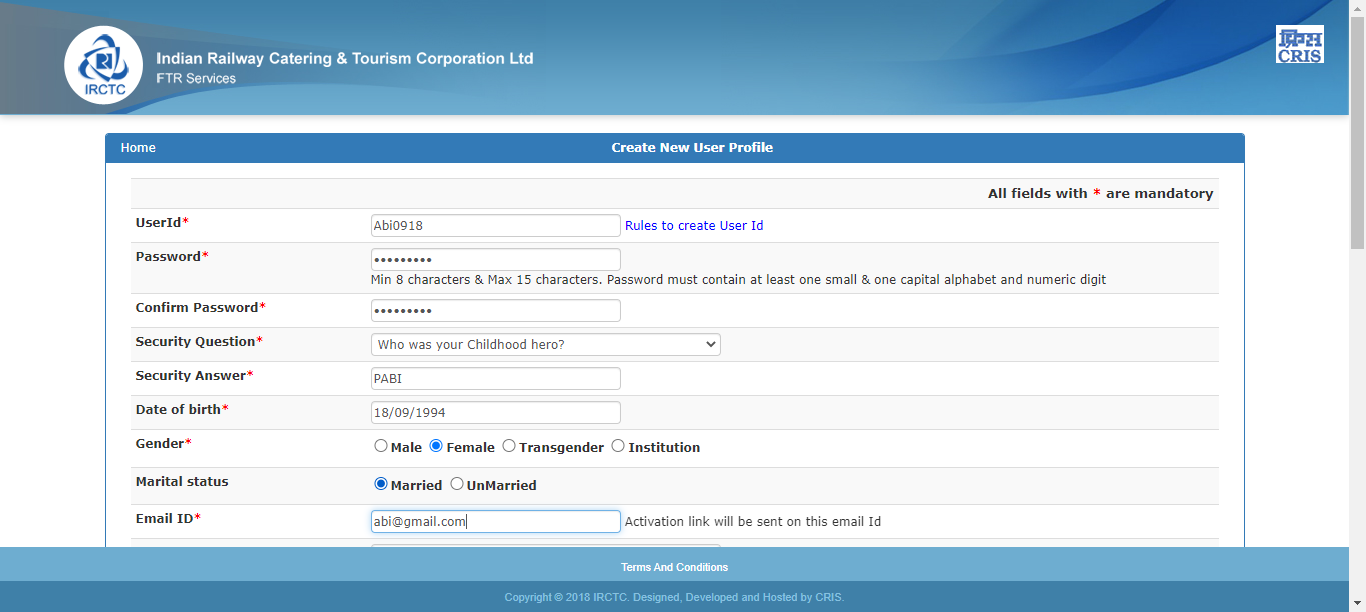 Indian Railway Catering & Tourism Corporation Ltd
FTR Services
IRCTC
क्रिस
CRIS
Home
Create New User Profile
All fields with * are mandatory
UserId* Abi0918 Rules to create User Id
Password* •••••••••
Min 8 characters & Max 15 characters. Password must contain at least one small & one capital alphabet and numeric digit
Confirm Password* •••••••••
Security Question* Who was your Childhood hero?
Security Answer* PABI
Date of birth* 18/09/1994
Gender* Male Female Transgender Institution
Marital status Married UnMarried
Email ID* abi@gmail.com Activation link will be sent on this email Id
Terms And Conditions
Copyright © 2018 IRCTC. Designed, Developed and Hosted by CRIS.